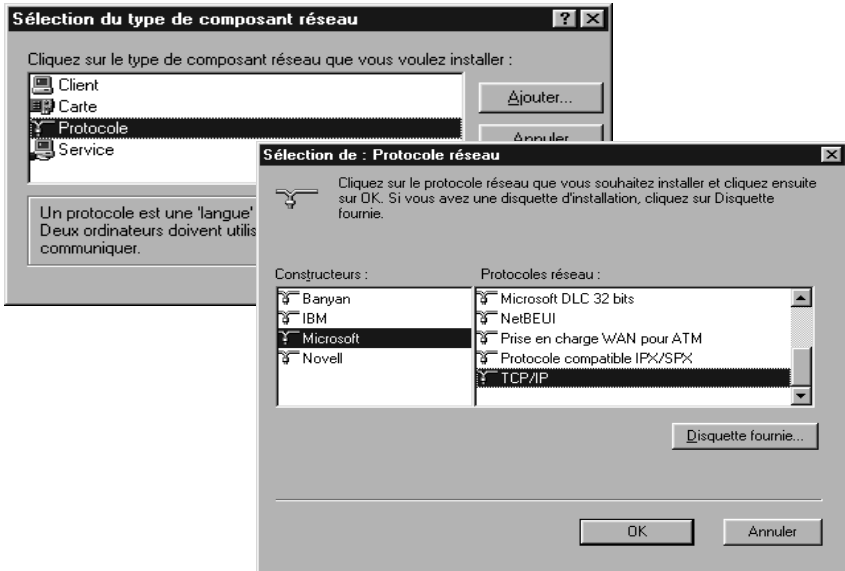 Sélection du type de composant réseau
Cliquez sur le type de composant réseau que vous voulez installer :
Client
Carte
Protocole
Service
Ajouter...
Annuler
Un protocole est une 'langue'
Deux ordinateurs doivent utilis
communiquer.
Sélection de : Protocole réseau
Cliquez sur le protocole réseau que vous souhaitez installer et cliquez ensuite
sur OK. Si vous avez une disquette d'installation, cliquez sur Disquette
fournie.
Constructeurs :
Banyan
IBM
Microsoft
Novell
Protocoles réseau :
Microsoft DLC 32 bits
NetBEUI
Prise en charge WAN pour ATM
Protocole compatible IPX/SPX
TCP/IP
Disquette fournie...
OK
Annuler